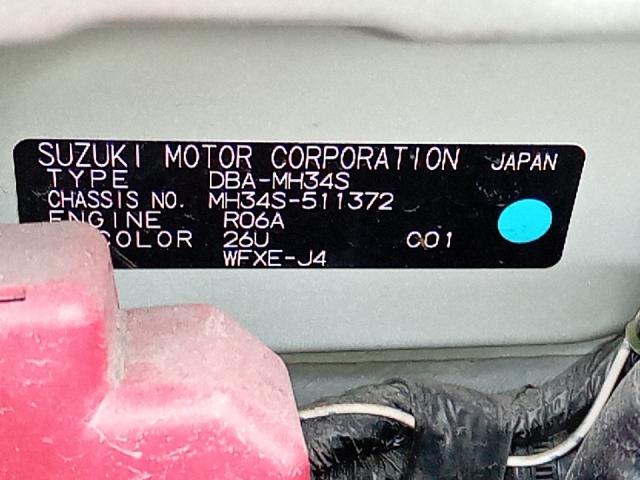 SUZUKI MOTOR CORPORATION JAPAN
TYPE DBA-MH34S
CHASSIS NO. MH34S-511372
ENGINE R06A
COLOR 26U C01
WFXE-J4